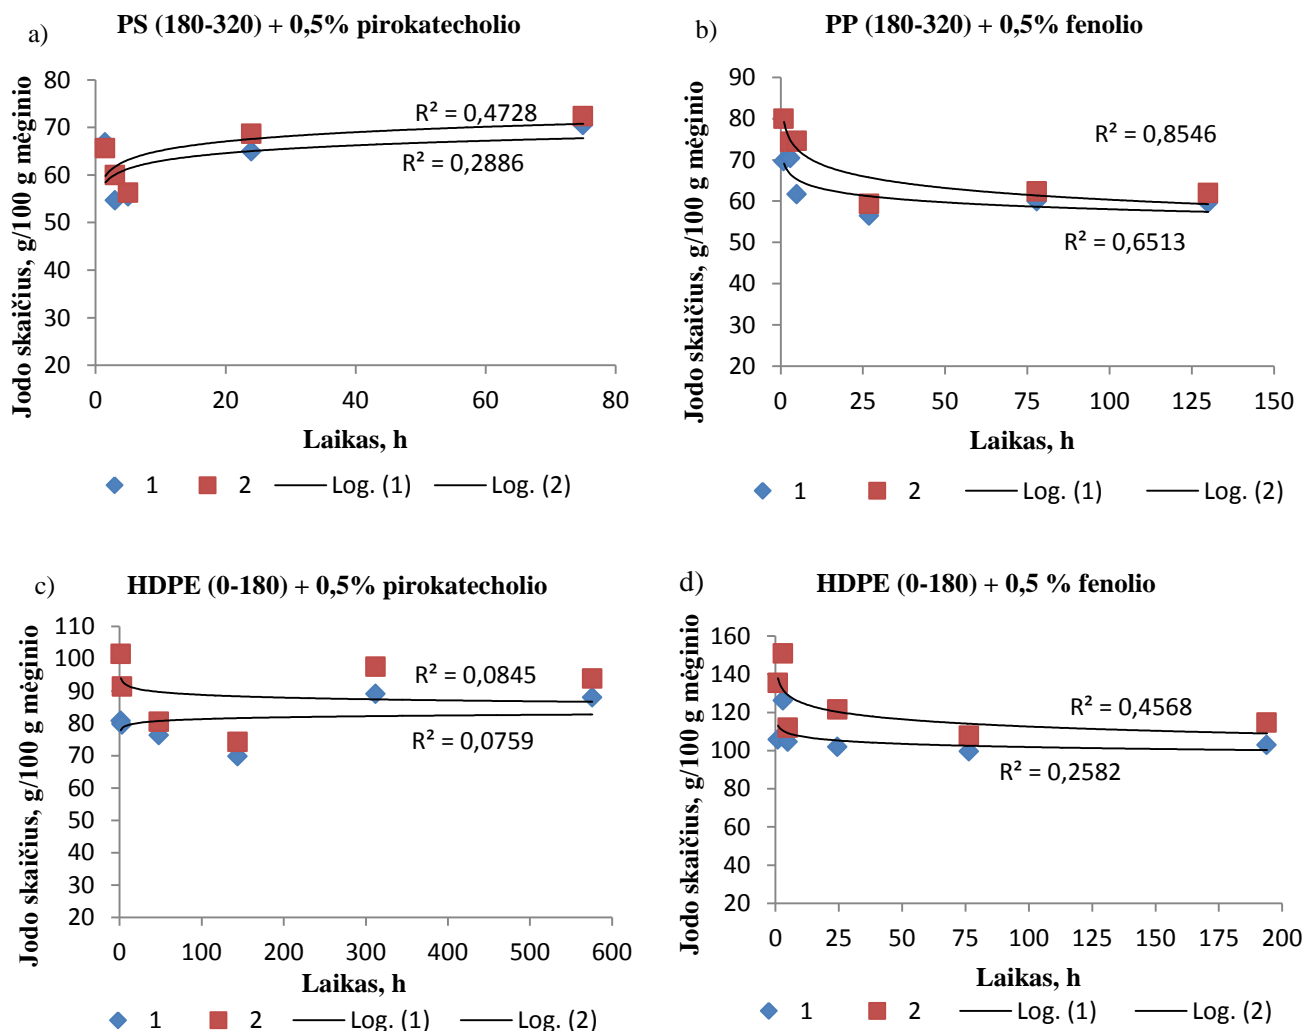 a)
PS (180-320) + 0,5% pirokatecholio
Jodo skaičius, g/100 g mėginio
80
70
60
50
40
30
20
R² = 0,4728
R² = 0,2886
0 20 40 60 80
Laikas, h
1 2 Log. (1) Log. (2)
b)
PP (180-320) + 0,5% fenolio
Jodo skaičius, g/100 g mėginio
90
80
70
60
50
40
30
20
R² = 0,8546
R² = 0,6513
0 25 50 75 100 125 150
Laikas, h
1 2 Log. (1) Log. (2)
c)
HDPE (0-180) + 0,5% pirokatecholio
Jodo skaičius, g/100 g mėginio
110
100
90
80
70
60
50
40
30
20
R² = 0,0845
R² = 0,0759
0 100 200 300 400 500 600
Laikas, h
1 2 Log. (1) Log. (2)
d)
HDPE (0-180) + 0,5 % fenolio
Jodo skaičius, g/100 g mėginio
160
140
120
100
80
60
40
20
R² = 0,4568
R² = 0,2582
0 25 50 75 100 125 150 175 200
Laikas, h
1 2 Log. (1) Log. (2)